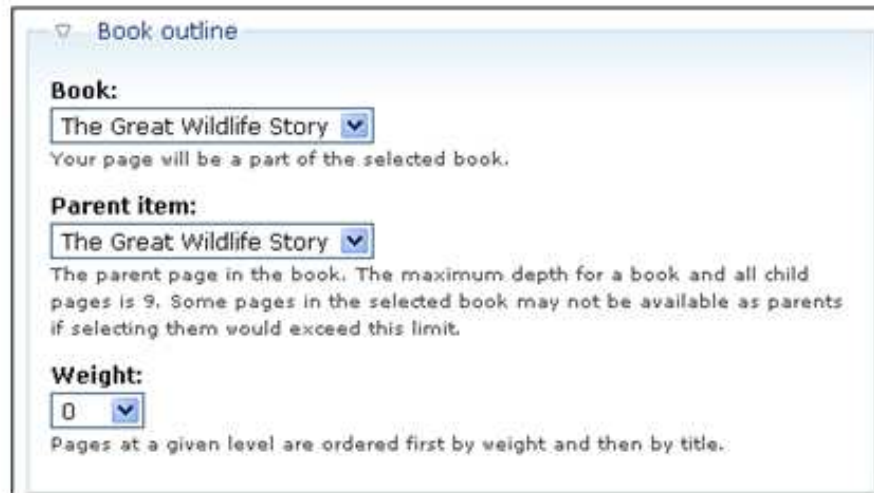 Book outline
Book:
The Great Wildlife Story
Your page will be a part of the selected book.
Parent item:
The Great Wildlife Story
The parent page in the book. The maximum depth for a book and all child
pages is 9. Some pages in the selected book may not be available as parents
if selecting them would exceed this limit.
Weight:
0
Pages at a given level are ordered first by weight and then by title.